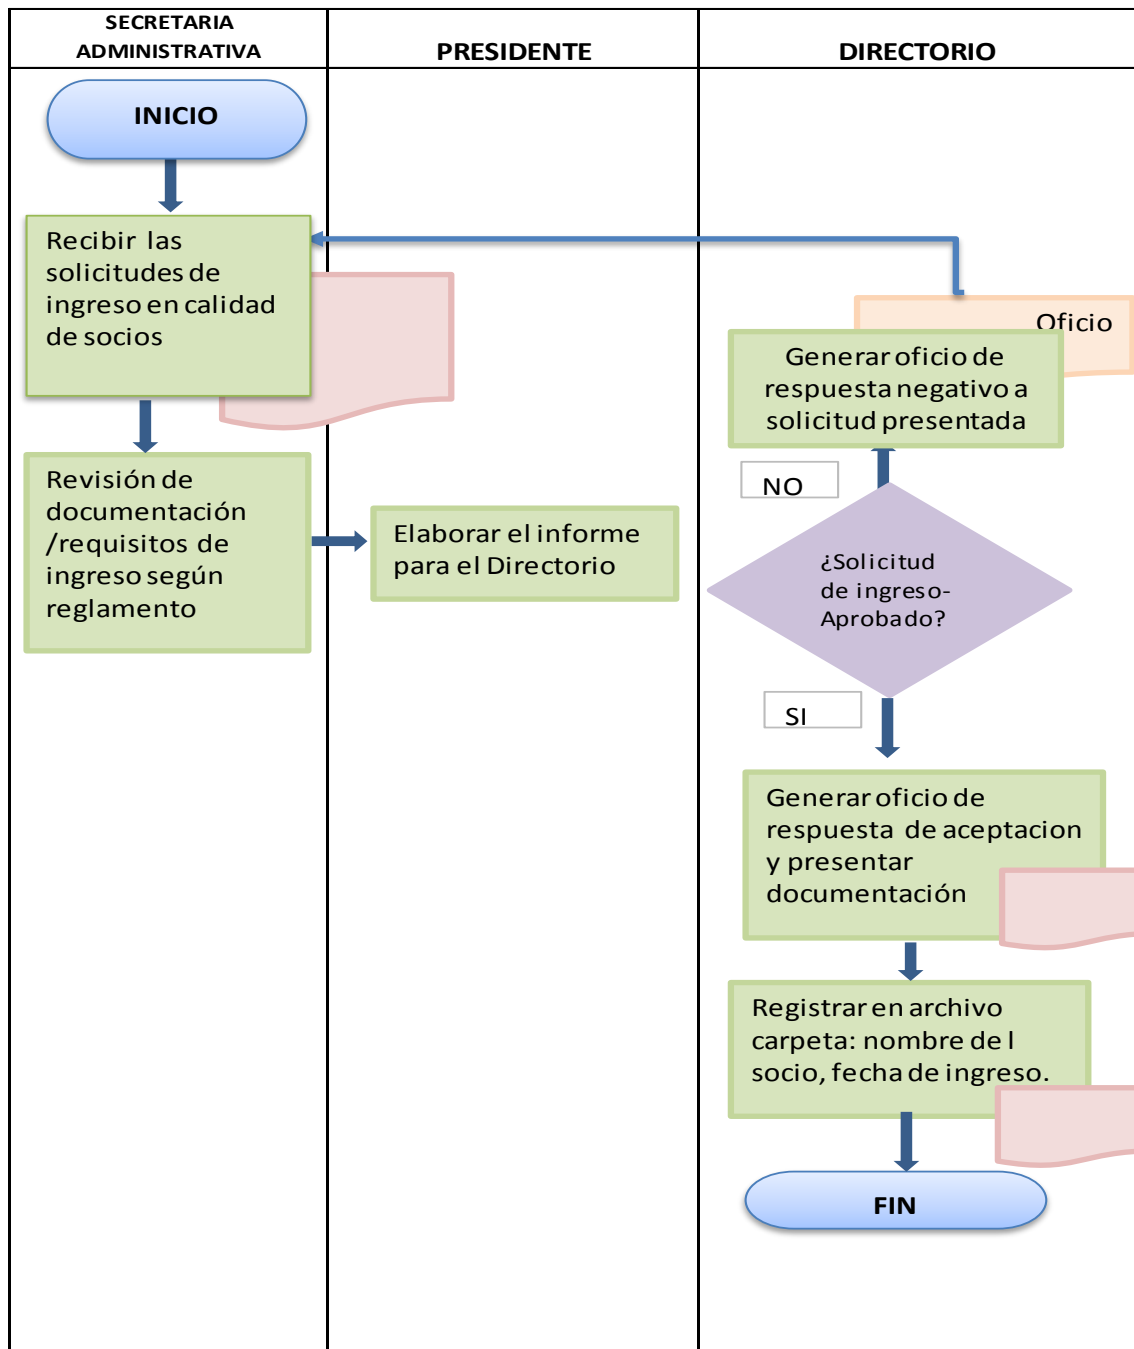 SECRETARIA
ADMINISTRATIVA
PRESIDENTE
DIRECTORIO
INICIO
Recibir las
solicitudes de
ingreso en calidad
de socios
Oficio
Generar oficio de
respuesta negativo a
solicitud presentada
NO
Revisión de
documentación
/requisitos de
ingreso según
reglamento
Elaborar el informe
para el Directorio
¿Solicitud
de ingreso-
Aprobado?
SI
Generar oficio de
respuesta de aceptacion
y presentar
documentación
Registrar en archivo
carpeta: nombre de l
socio, fecha de ingreso.
FIN